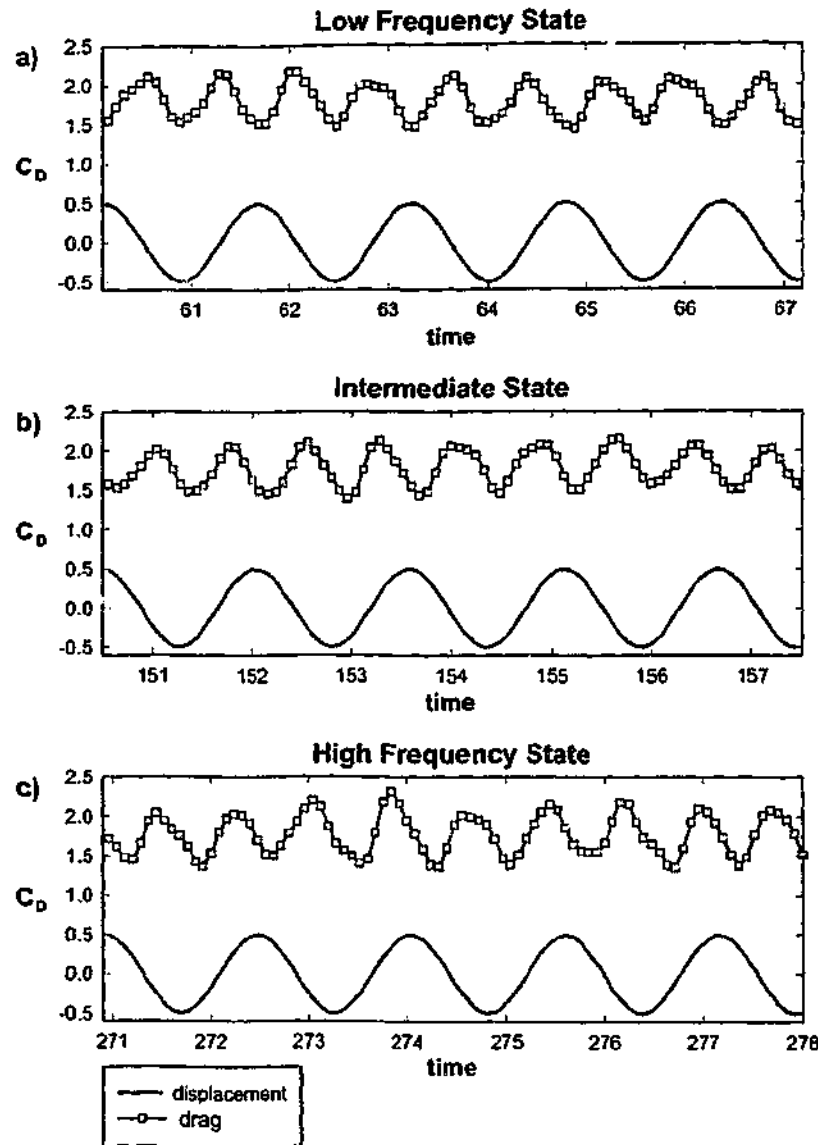 Low Frequency State
a)
2.5
2.0
1.5
C_D 1.0
0.5
0.0
-0.5
61 62 63 64 65 66 67
time
Intermediate State
b)
2.5
2.0
1.5
C_D 1.0
0.5
0.0
-0.5
151 152 153 154 155 156 157
time
High Frequency State
c)
2.5
2.0
1.5
C_D 1.0
0.5
0.0
-0.5
271 272 273 274 275 276 277 278
time
displacement
drag